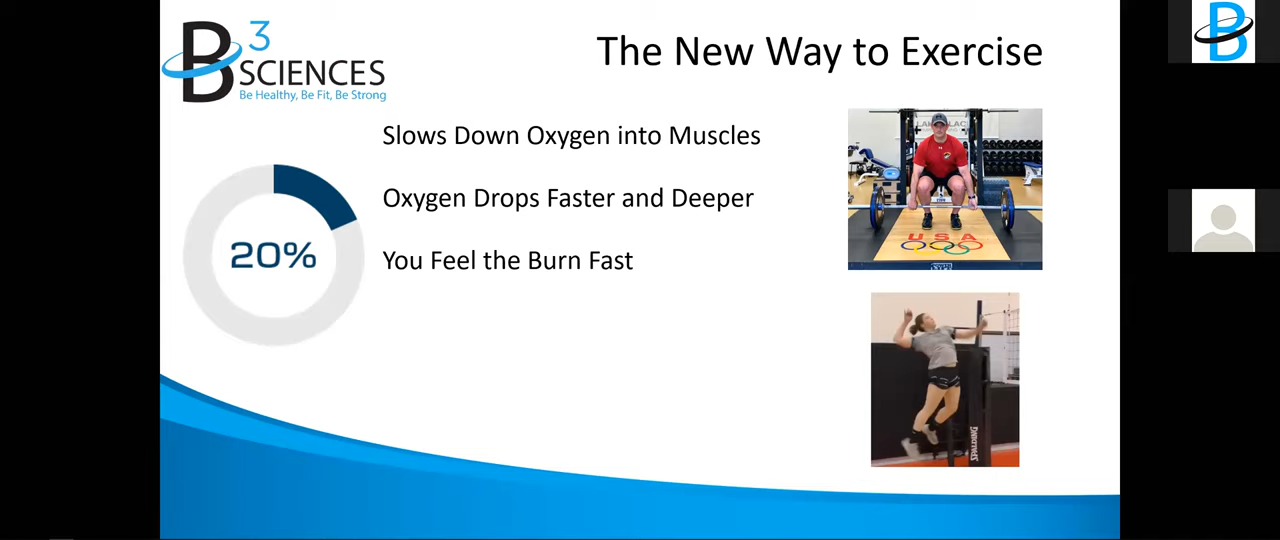 B3 SCIENCES
Be Healthy, Be Fit, Be Strong
The New Way to Exercise
Slows Down Oxygen into Muscles
Oxygen Drops Faster and Deeper
You Feel the Burn Fast
20%
USA
SPALDING
B